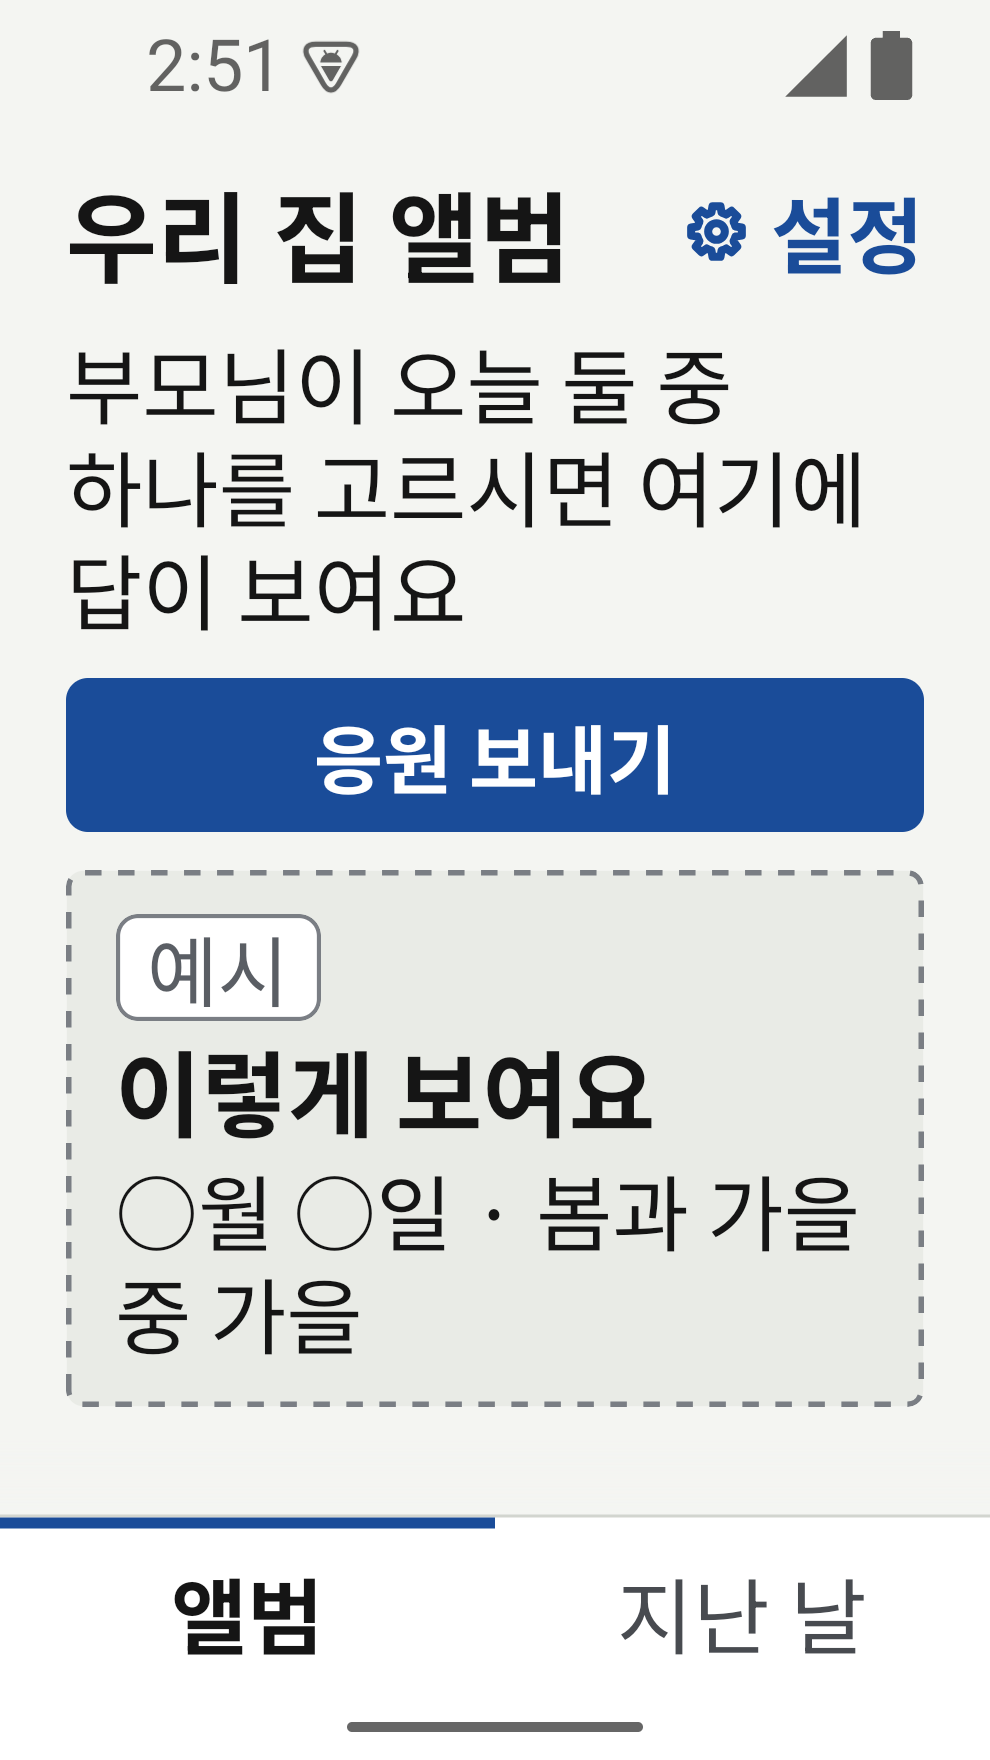 2:51
우리 집 앨범
설정
부모님이 오늘 둘 중
하나를 고르시면 여기에
답이 보여요
응원 보내기
예시
이렇게 보여요
◯월 ◯일 · 봄과 가을
중 가을
앨범
지난 날